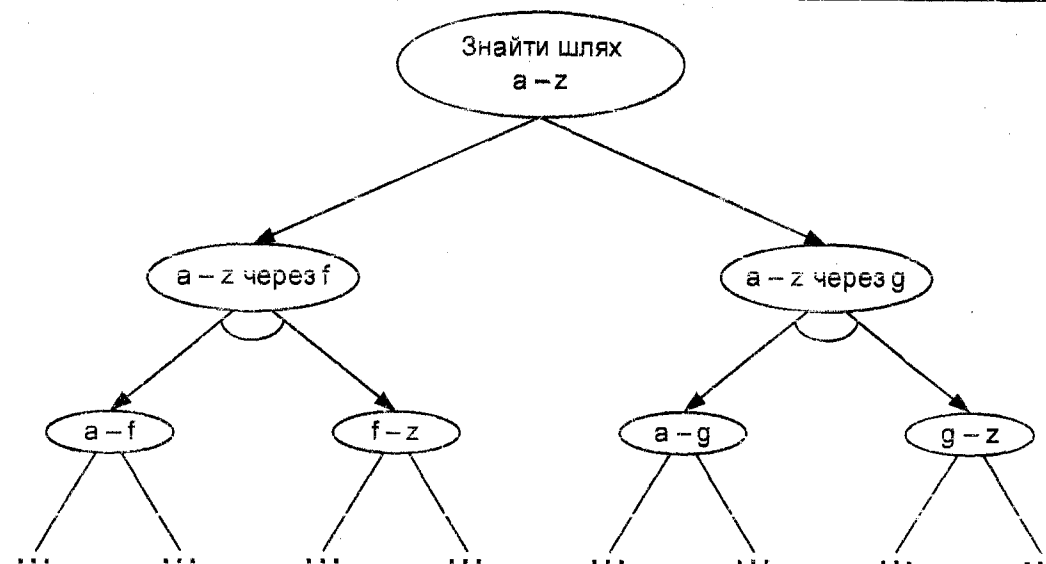 Знайти шлях
a – z
a – z через f
a – z через g
a – f
f – z
a – g
g – z
... ... ... ... ... ... ... ...